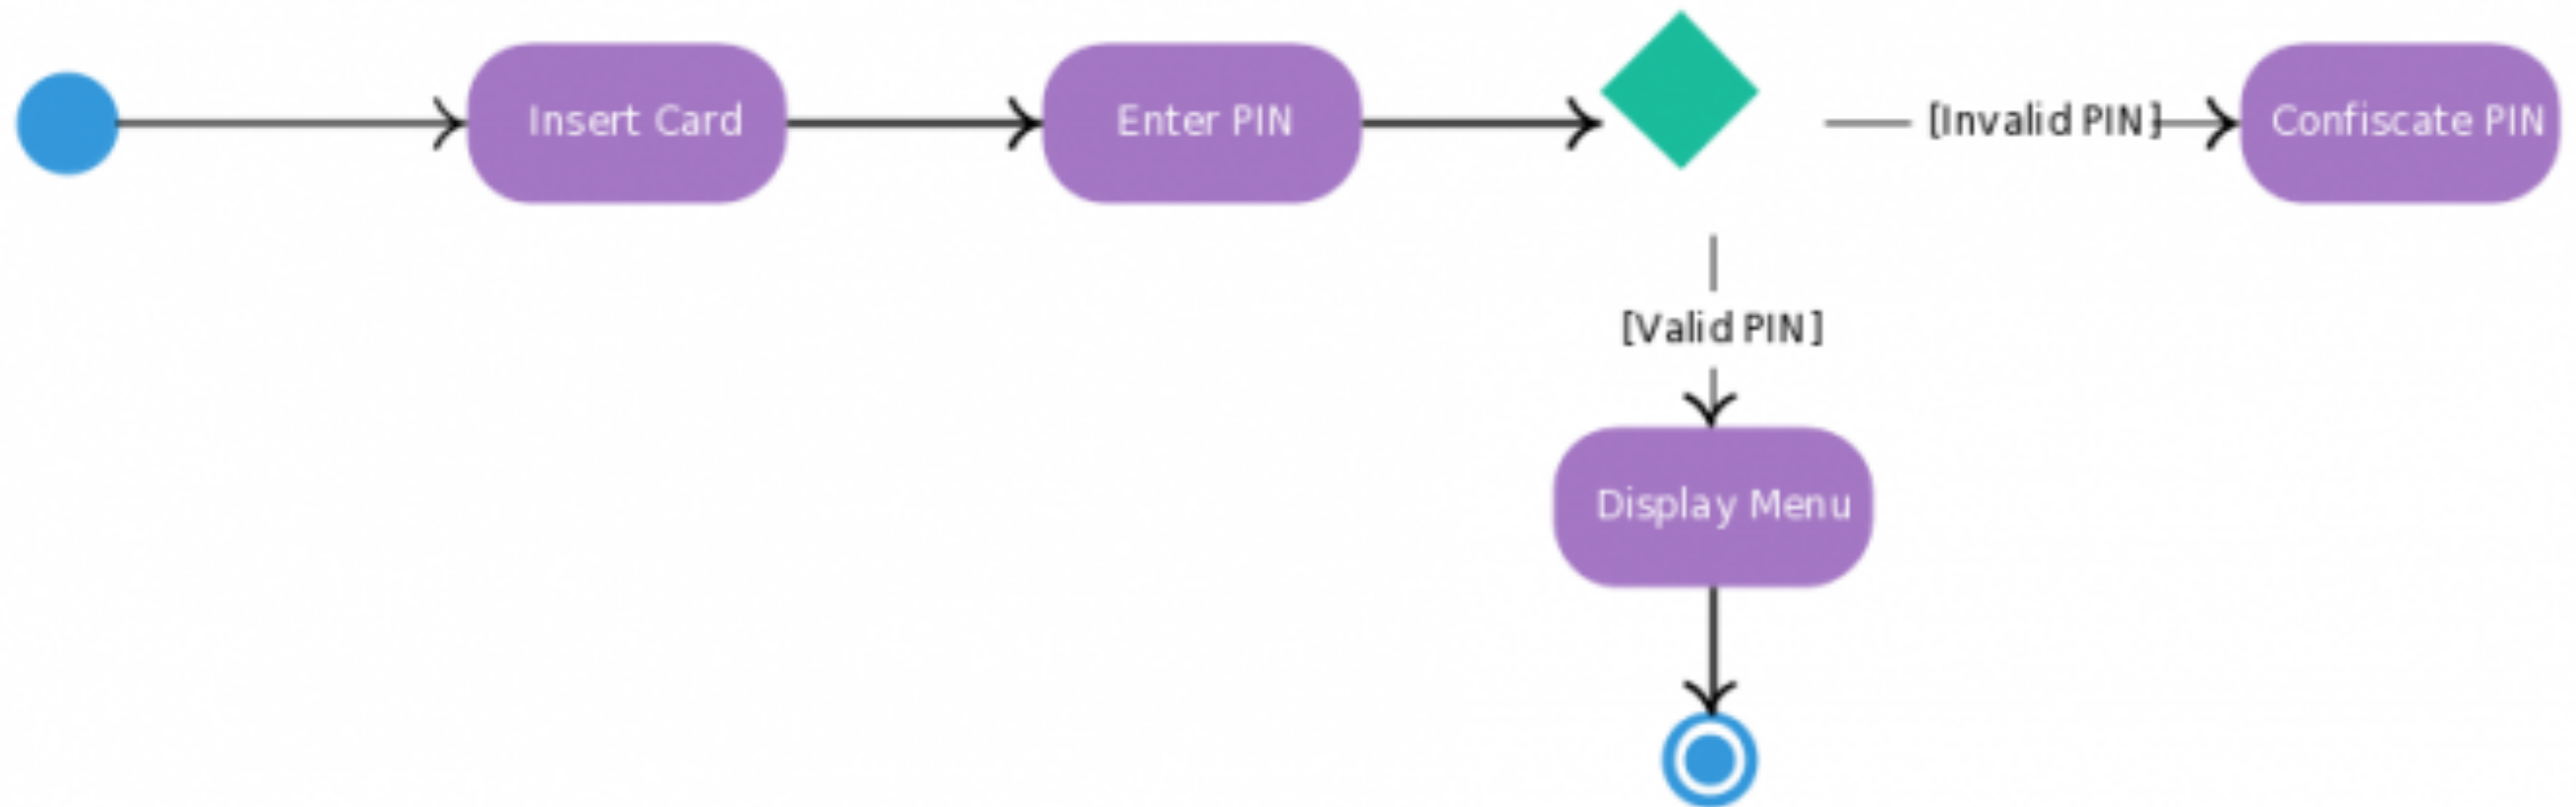 Insert Card
Enter PIN
[Invalid PIN]
Confiscate PIN
[Valid PIN]
Display Menu